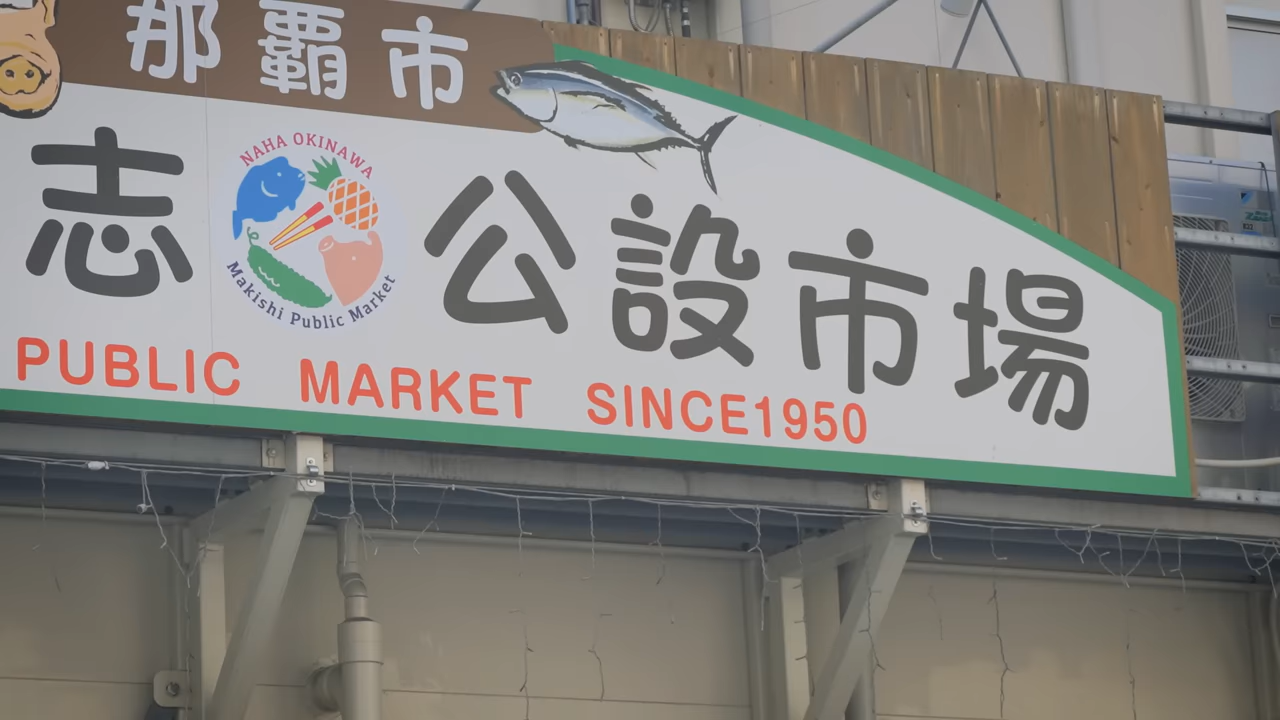 那覇市
志 公設市場
NAHA OKINAWA
Makishi Public Market
PUBLIC MARKET SINCE1950